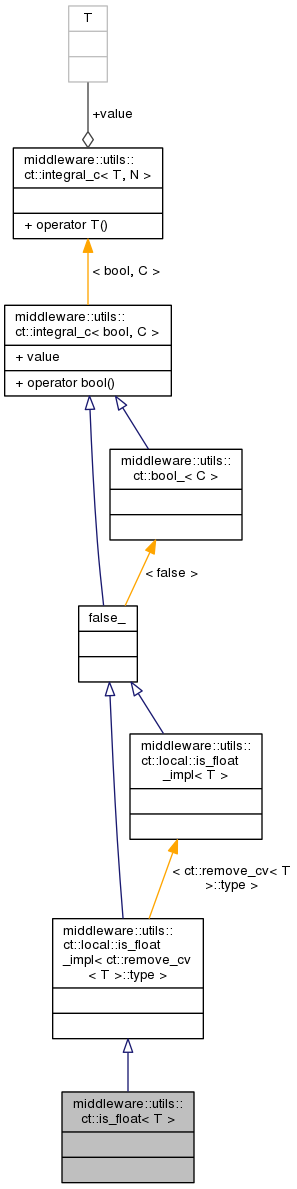 T
+value
middleware::utils::
ct::integral_c< T, N >
+ operator T()
< bool, C >
middleware::utils::
ct::integral_c< bool, C >
+ value
+ operator bool()
middleware::utils::
ct::bool_< C >
< false >
false_
middleware::utils::
ct::local::is_float
_impl< T >
< ct::remove_cv< T
>::type >
middleware::utils::
ct::local::is_float
_impl< ct::remove_cv
< T >::type >
middleware::utils::
ct::is_float< T >